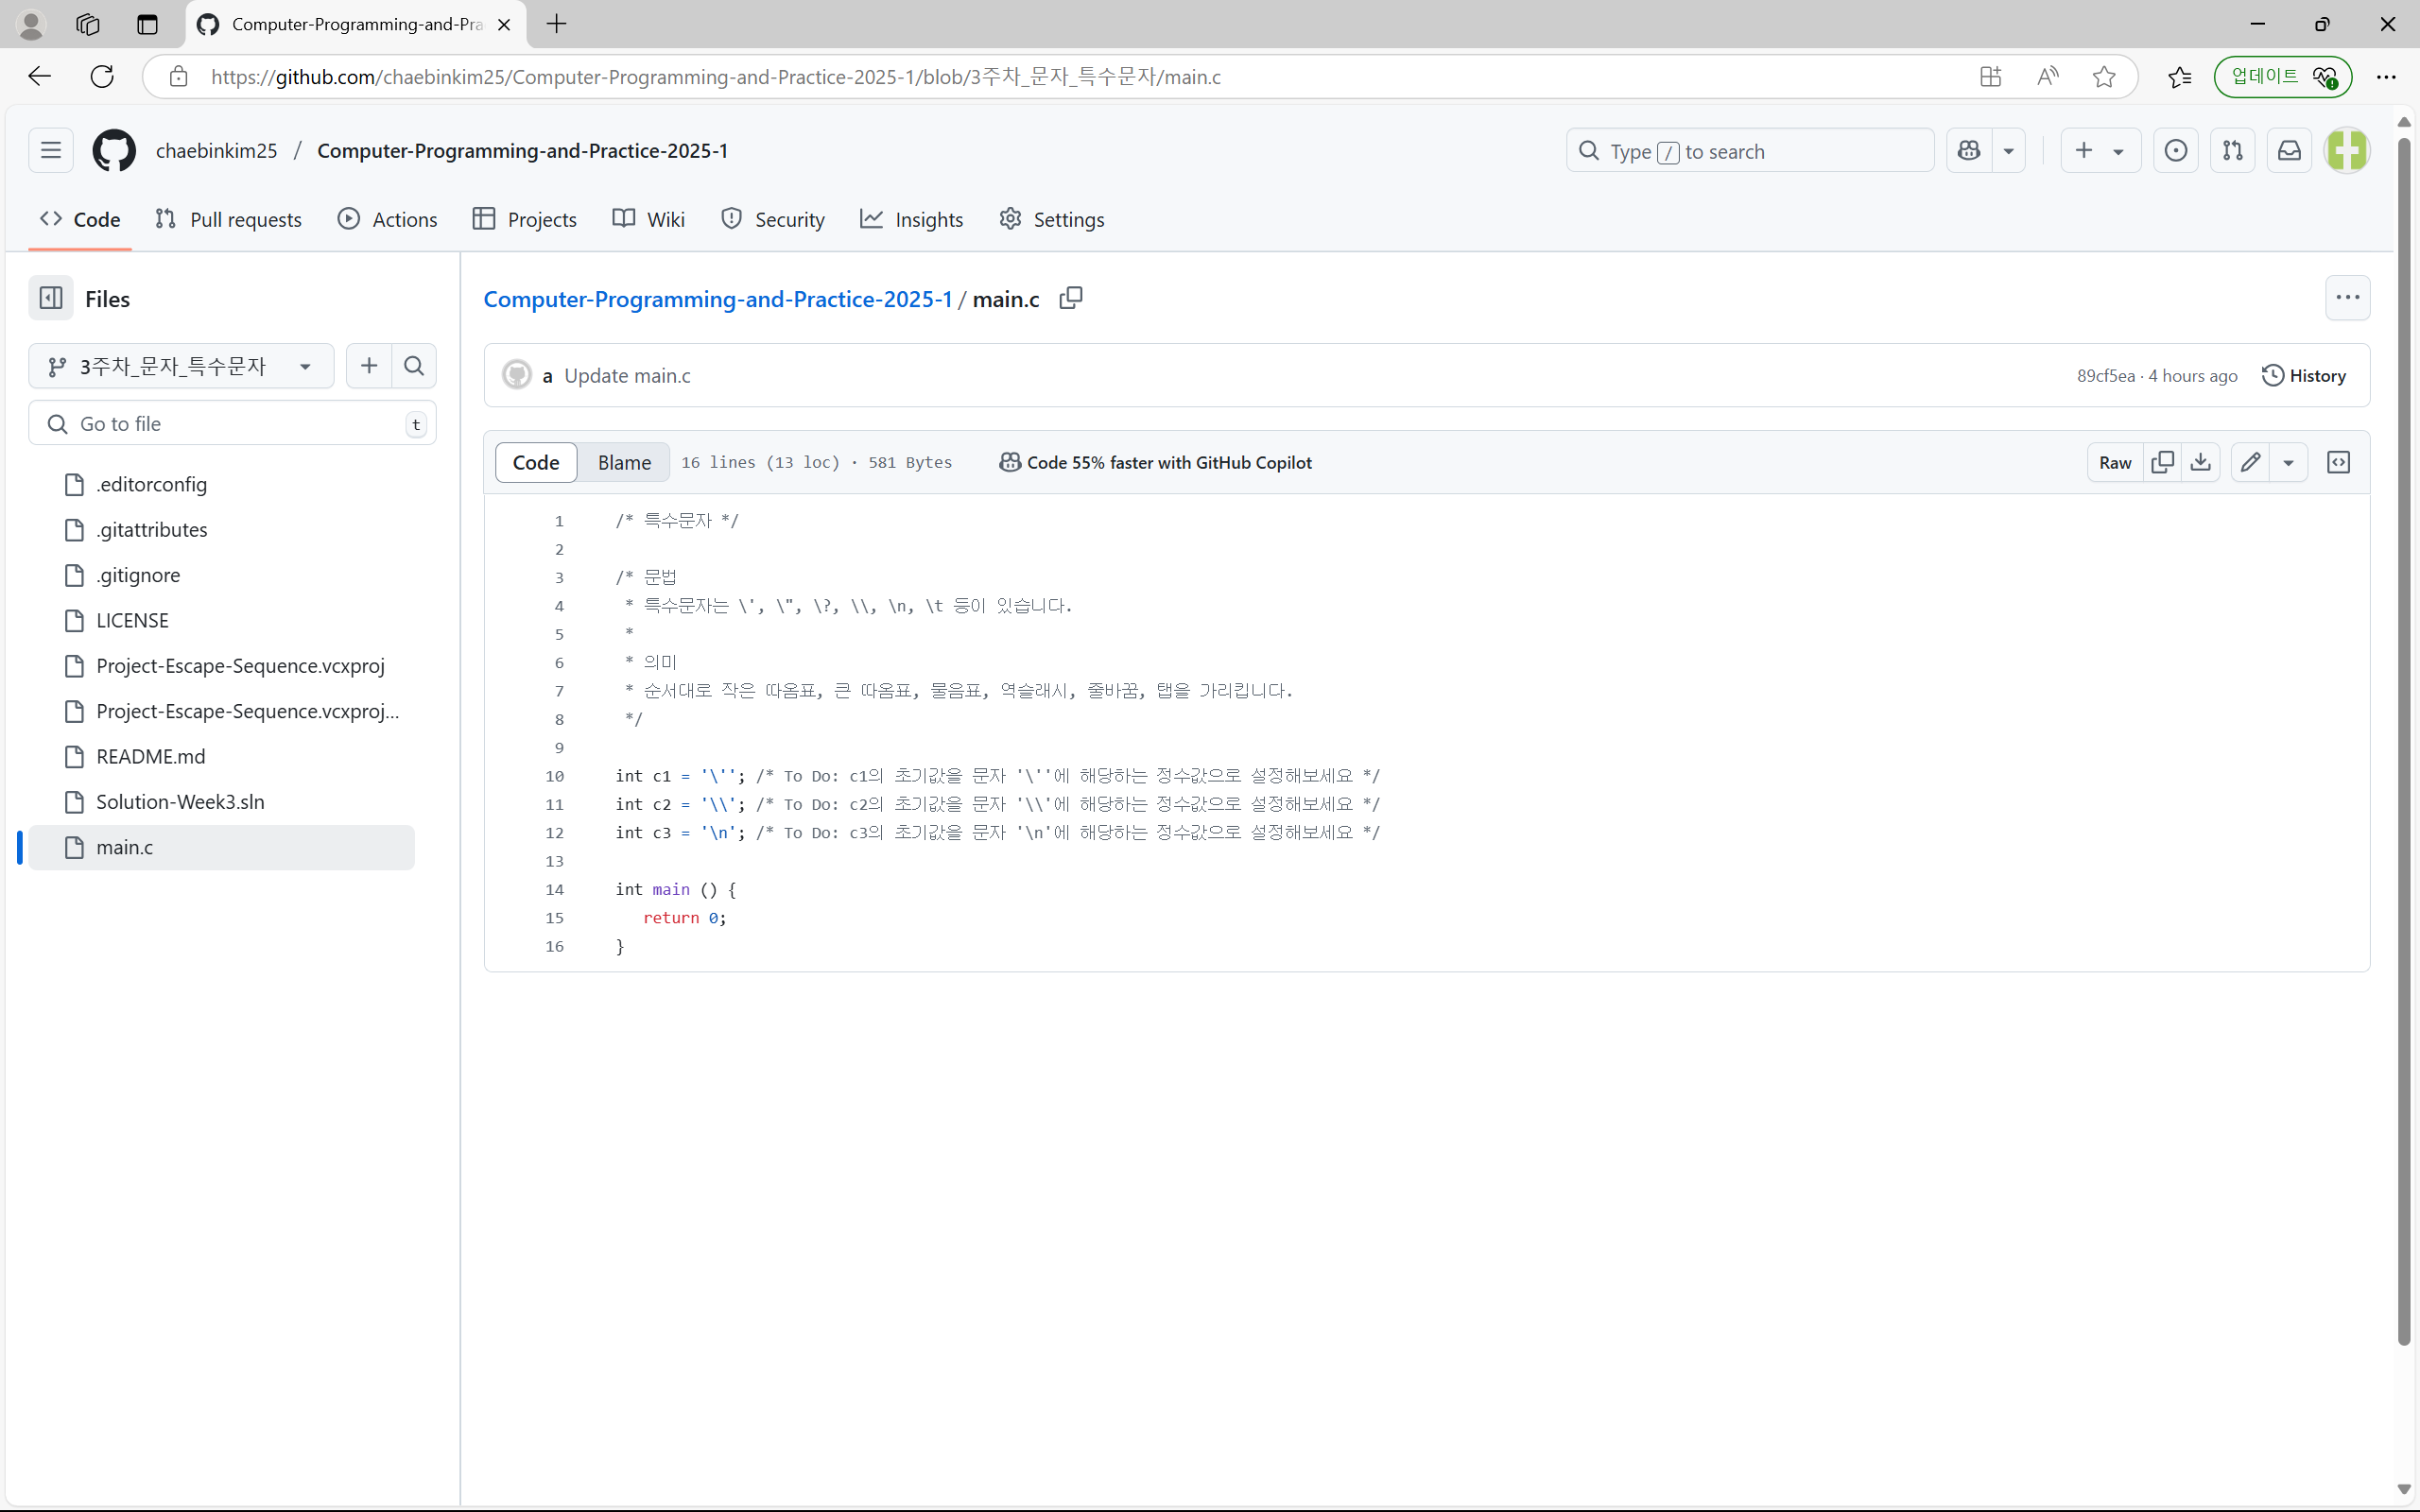 Computer-Programming-and-Pra
https://github.com/chaebinkim25/Computer-Programming-and-Practice-2025-1/blob/3주차_문자_특수문자/main.c
업데이트
chaebinkim25 / Computer-Programming-and-Practice-2025-1
Type / to search
Code Pull requests Actions Projects Wiki Security Insights Settings
Files
3주차_문자_특수문자
Go to file t
.editorconfig
.gitattributes
.gitignore
LICENSE
Project-Escape-Sequence.vcxproj
Project-Escape-Sequence.vcxproj...
README.md
Solution-Week3.sln
main.c
Computer-Programming-and-Practice-2025-1 / main.c
a Update main.c 89cf5ea · 4 hours ago History
Code Blame 16 lines (13 loc) · 581 Bytes Code 55% faster with GitHub Copilot Raw
1 /* 특수문자 */
2
3 /* 문법
4 * 특수문자는 \', \", \?, \\, \n, \t 등이 있습니다.
5 *
6 * 의미
7 * 순서대로 작은 따옴표, 큰 따옴표, 물음표, 역슬래시, 줄바꿈, 탭을 가리킵니다.
8 */
9
10 int c1 = '\''; /* To Do: c1의 초기값을 문자 '\''에 해당하는 정수값으로 설정해보세요 */
11 int c2 = '\\'; /* To Do: c2의 초기값을 문자 '\\'에 해당하는 정수값으로 설정해보세요 */
12 int c3 = '\n'; /* To Do: c3의 초기값을 문자 '\n'에 해당하는 정수값으로 설정해보세요 */
13
14 int main () {
15 return 0;
16 }